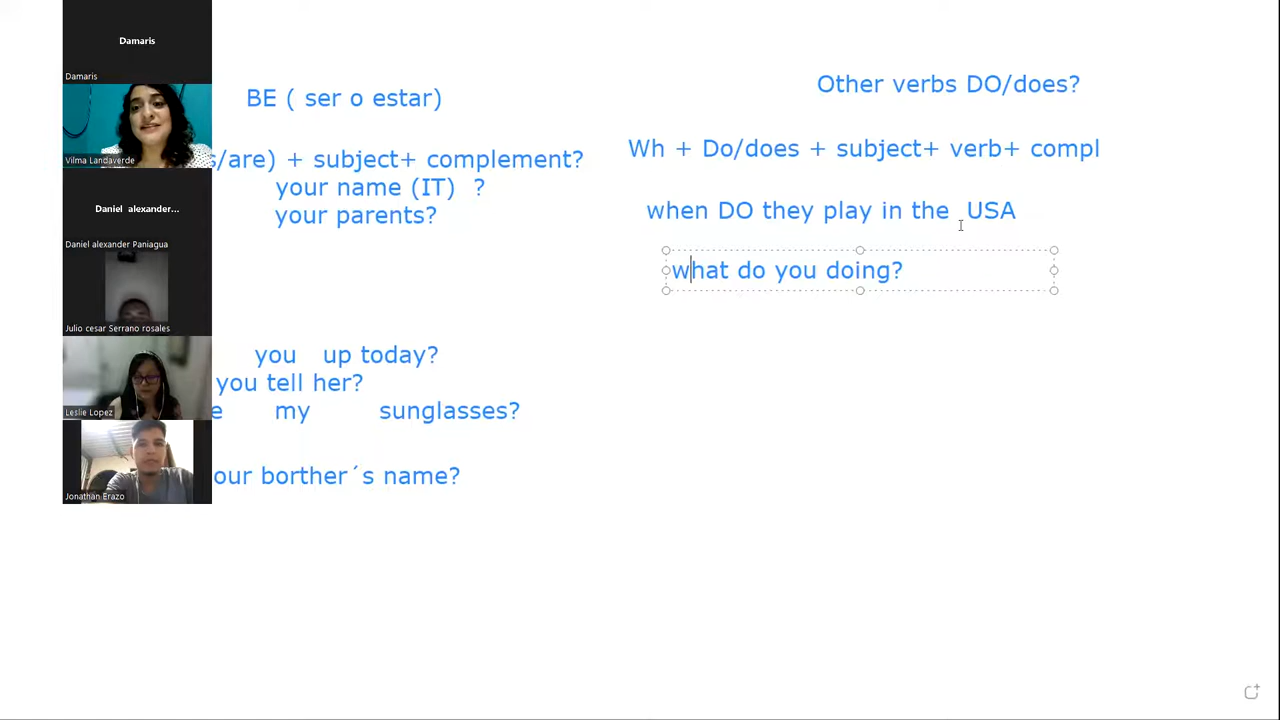 Damaris
Damaris
Vilma Landaverde
Daniel alexander...
Daniel alexander Paniagua
Julio cesar Serrano rosales
Leslie Lopez
Jonathan Erazo
BE ( ser o estar)
s/are) + subject+ complement?
your name (IT) ?
your parents?
you up today?
you tell her?
e my sunglasses?
our borther´s name?
Other verbs DO/does?
Wh + Do/does + subject+ verb+ compl
when DO they play in the USA
what do you doing?